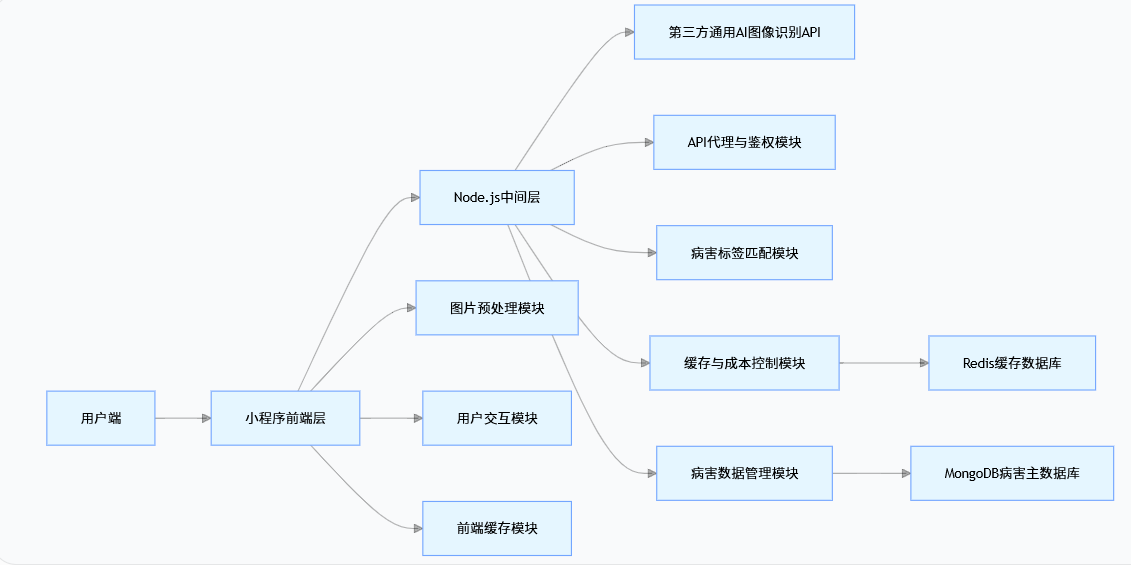 第三方通用AI图像识别API
API代理与鉴权模块
Node.js中间层
病害标签匹配模块
图片预处理模块
缓存与成本控制模块
Redis缓存数据库
用户端
小程序前端层
用户交互模块
病害数据管理模块
MongoDB病害主数据库
前端缓存模块